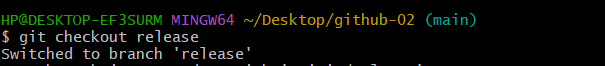 HP@DESKTOP-EF3SURM MINGW64 ~/Desktop/github-02 (main)
$ git checkout release
Switched to branch 'release'